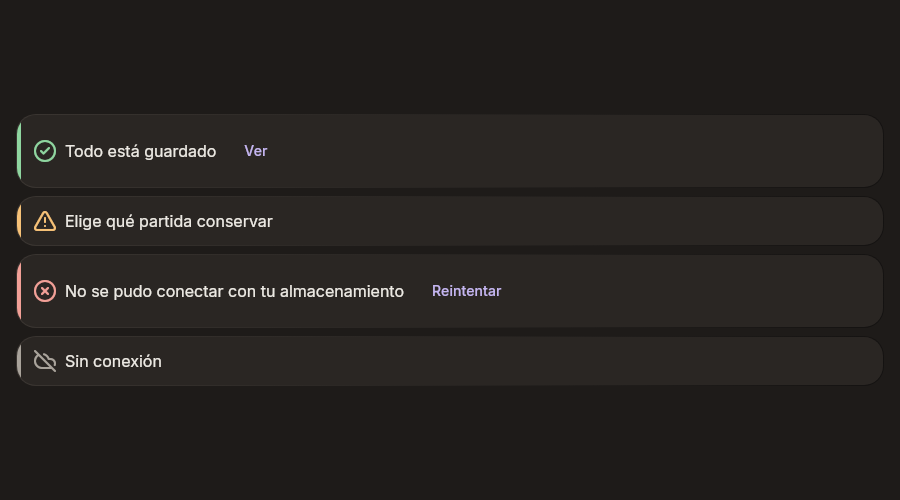 Todo está guardado Ver
Elige qué partida conservar
No se pudo conectar con tu almacenamiento Reintentar
Sin conexión